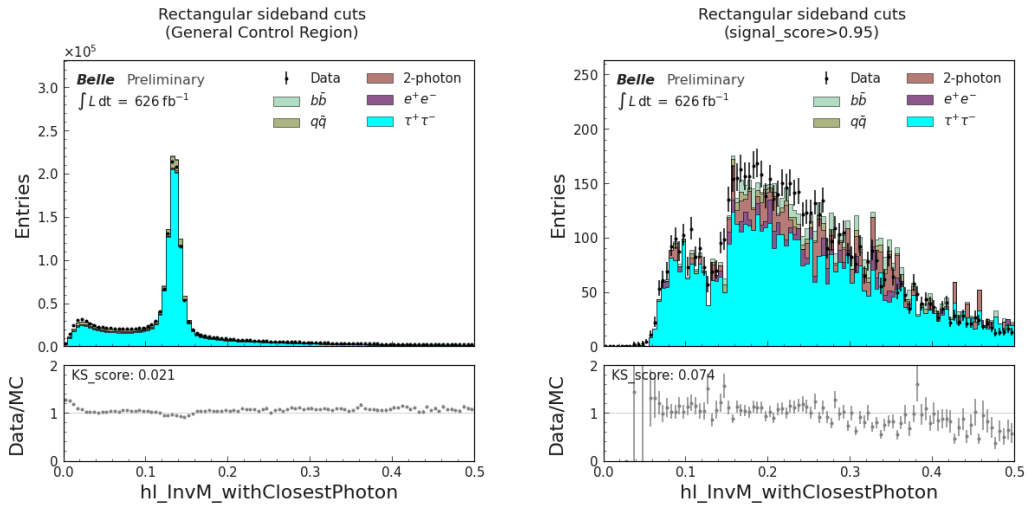 Rectangular sideband cuts
(General Control Region)
×10⁵
Belle Preliminary
∫ L dt = 626 fb⁻¹
Data
bb̄
qq̄
2-photon
e⁺e⁻
τ⁺τ⁻
Entries
3.0
2.5
2.0
1.5
1.0
0.5
0.0
KS_score: 0.021
Data/MC
2
1
0
0.0 0.1 0.2 0.3 0.4 0.5
hl_InvM_withClosestPhoton
Rectangular sideband cuts
(signal_score>0.95)
Belle Preliminary
∫ L dt = 626 fb⁻¹
Data
bb̄
qq̄
2-photon
e⁺e⁻
τ⁺τ⁻
Entries
250
200
150
100
50
0
KS_score: 0.074
Data/MC
2
1
0
0.0 0.1 0.2 0.3 0.4 0.5
hl_InvM_withClosestPhoton